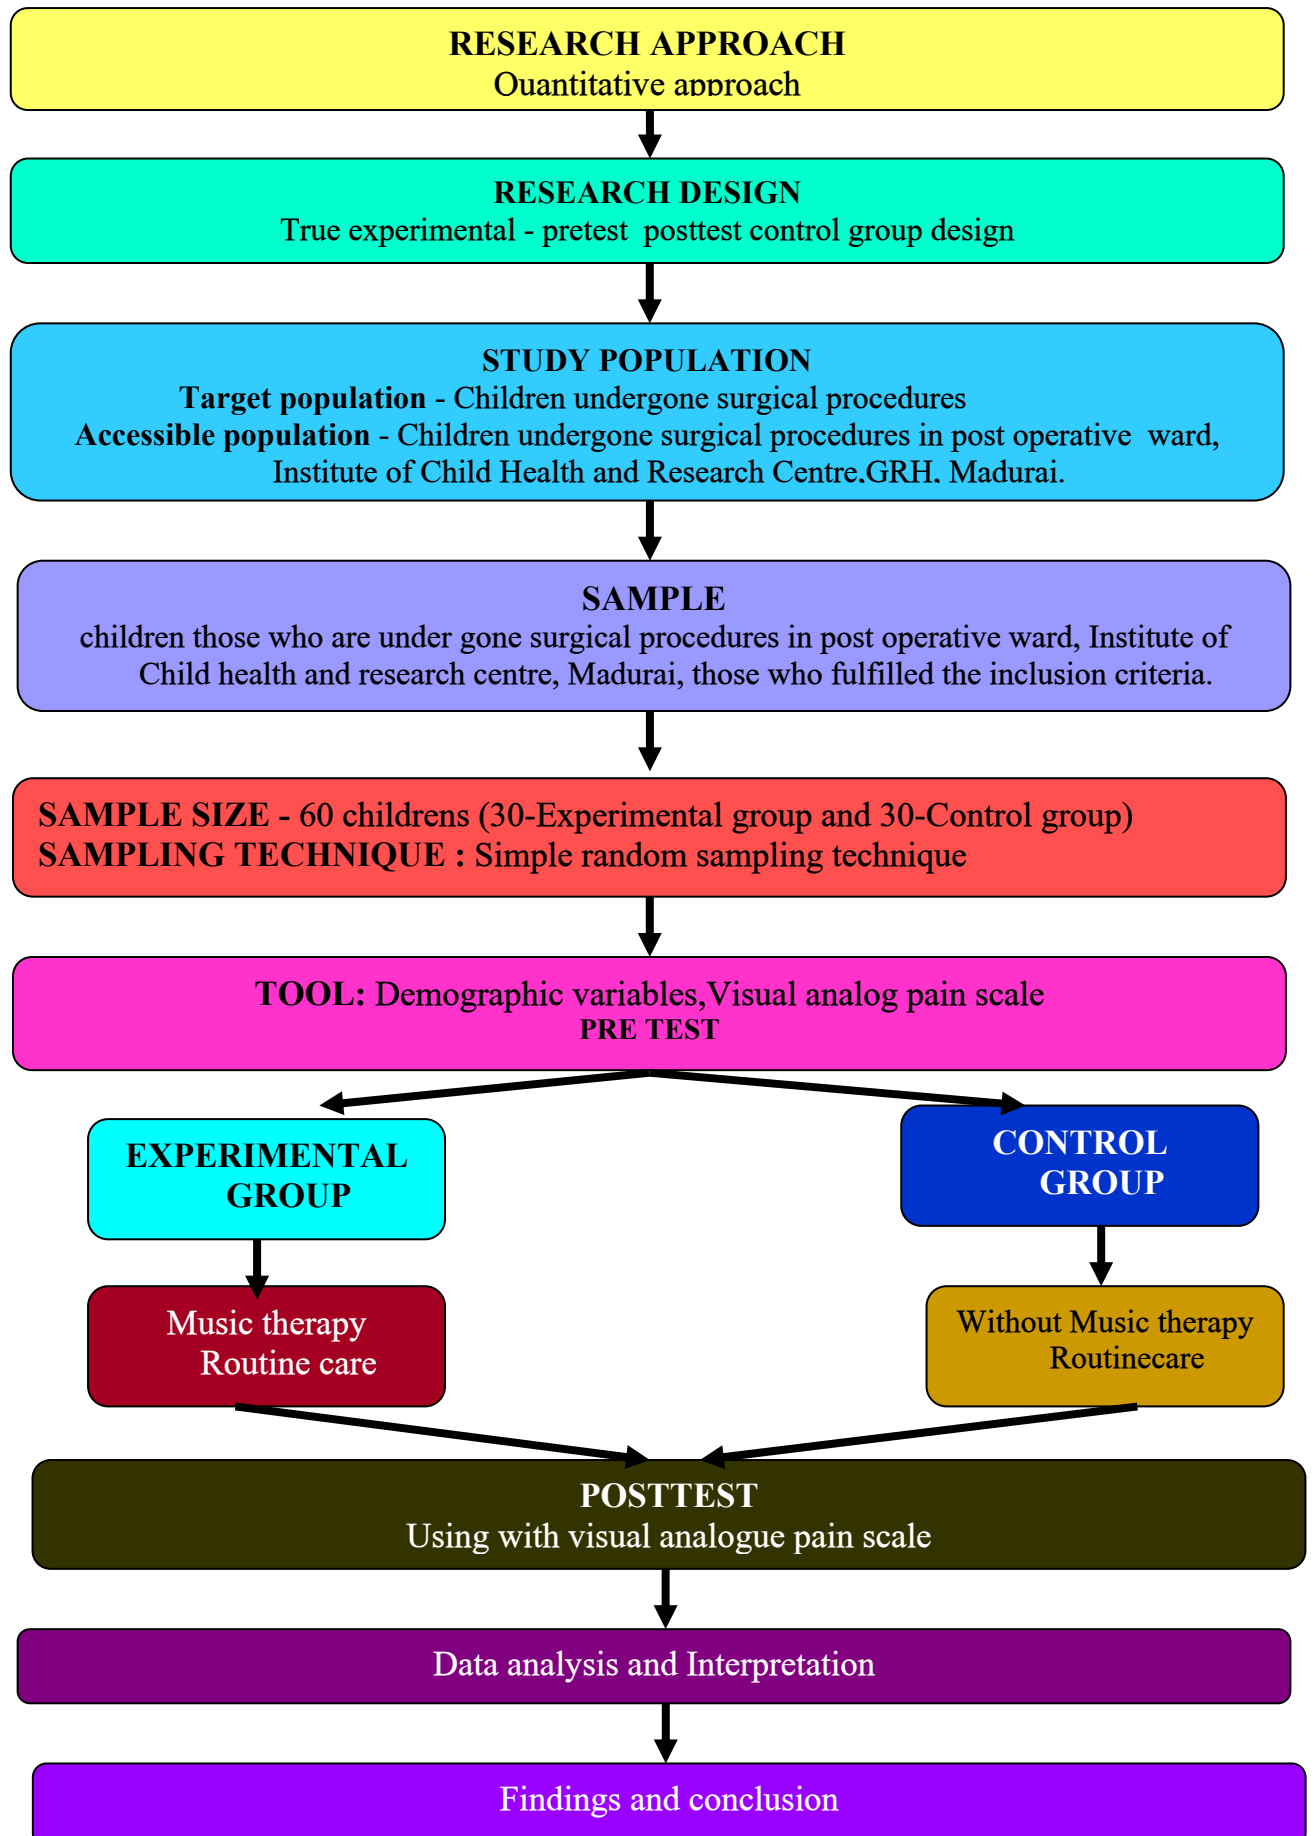 RESEARCH APPROACH
Quantitative approach
RESEARCH DESIGN
True experimental - pretest  posttest control group design
STUDY POPULATION
Target population - Children undergone surgical procedures
Accessible population - Children undergone surgical procedures in post operative  ward,
Institute of Child Health and Research Centre,GRH, Madurai.
SAMPLE
children those who are under gone surgical procedures in post operative ward, Institute of
Child health and research centre, Madurai, those who fulfilled the inclusion criteria.
SAMPLE SIZE - 60 childrens (30-Experimental group and 30-Control group)
SAMPLING TECHNIQUE : Simple random sampling technique
TOOL: Demographic variables,Visual analog pain scale
PRE TEST
EXPERIMENTAL
GROUP
CONTROL
GROUP
Music therapy
Routine care
Without Music therapy
Routinecare
POSTTEST
Using with visual analogue pain scale
Data analysis and Interpretation
Findings and conclusion